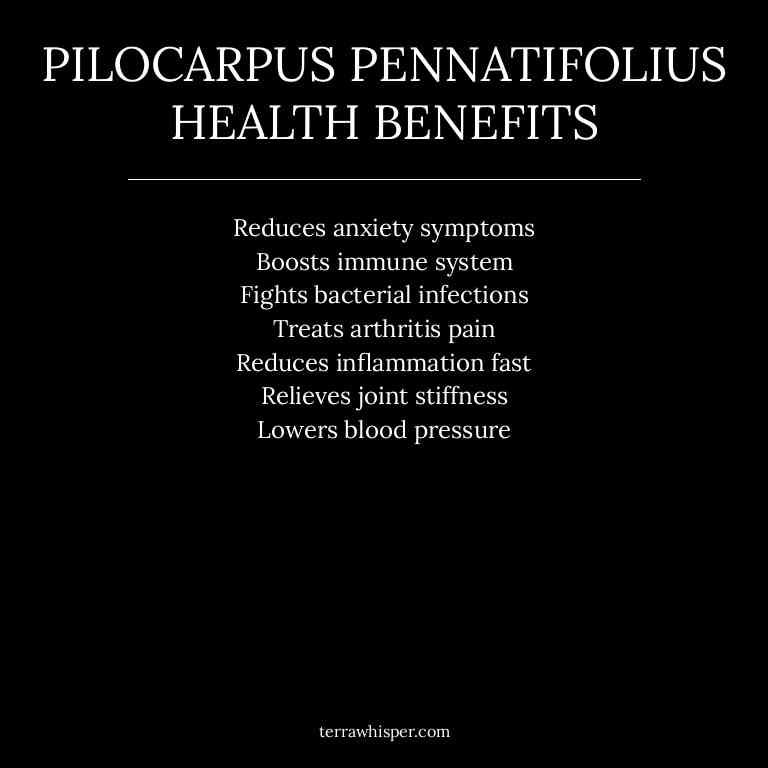 PILOCARPUS PENNATIFOLIUS
HEALTH BENEFITS
Reduces anxiety symptoms
Boosts immune system
Fights bacterial infections
Treats arthritis pain
Reduces inflammation fast
Relieves joint stiffness
Lowers blood pressure
terrawhisper.com